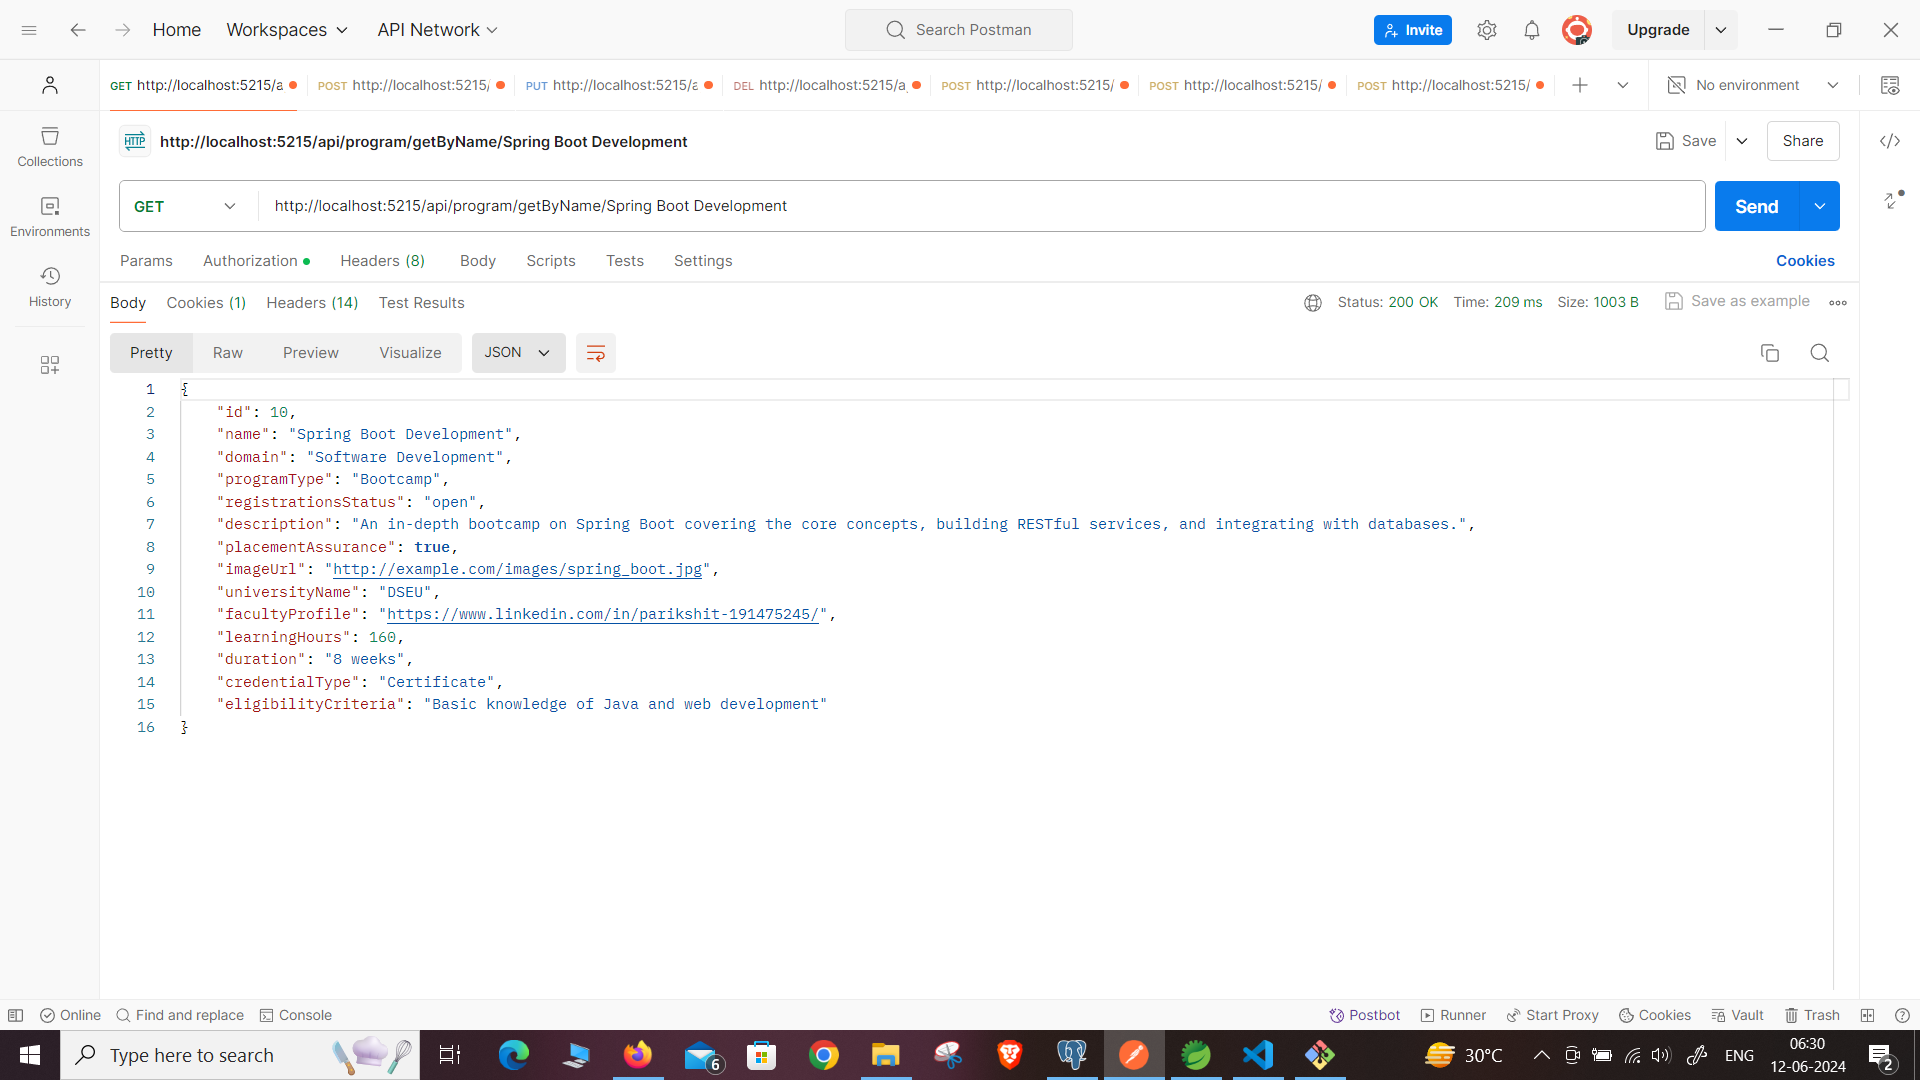 Home Workspaces API Network Search Postman Invite Upgrade
GET http://localhost:5215/a POST http://localhost:5215/ PUT http://localhost:5215/a DEL http://localhost:5215/a POST http://localhost:5215/ POST http://localhost:5215/ POST http://localhost:5215/ No environment
Collections
Environments
History
HTTP http://localhost:5215/api/program/getByName/Spring Boot Development Save Share
GET http://localhost:5215/api/program/getByName/Spring Boot Development Send
Params Authorization Headers (8) Body Scripts Tests Settings Cookies
Body Cookies (1) Headers (14) Test Results Status: 200 OK Time: 209 ms Size: 1003 B Save as example
Pretty Raw Preview Visualize JSON
1 {
2 "id": 10,
3 "name": "Spring Boot Development",
4 "domain": "Software Development",
5 "programType": "Bootcamp",
6 "registrationsStatus": "open",
7 "description": "An in-depth bootcamp on Spring Boot covering the core concepts, building RESTful services, and integrating with databases.",
8 "placementAssurance": true,
9 "imageUrl": "http://example.com/images/spring_boot.jpg",
10 "universityName": "DSEU",
11 "facultyProfile": "https://www.linkedin.com/in/parikshit-191475245/",
12 "learningHours": 160,
13 "duration": "8 weeks",
14 "credentialType": "Certificate",
15 "eligibilityCriteria": "Basic knowledge of Java and web development"
16 }
Online Find and replace Console Postbot Runner Start Proxy Cookies Vault Trash
Type here to search 6 30°C ENG 06:30
12-06-2024 2